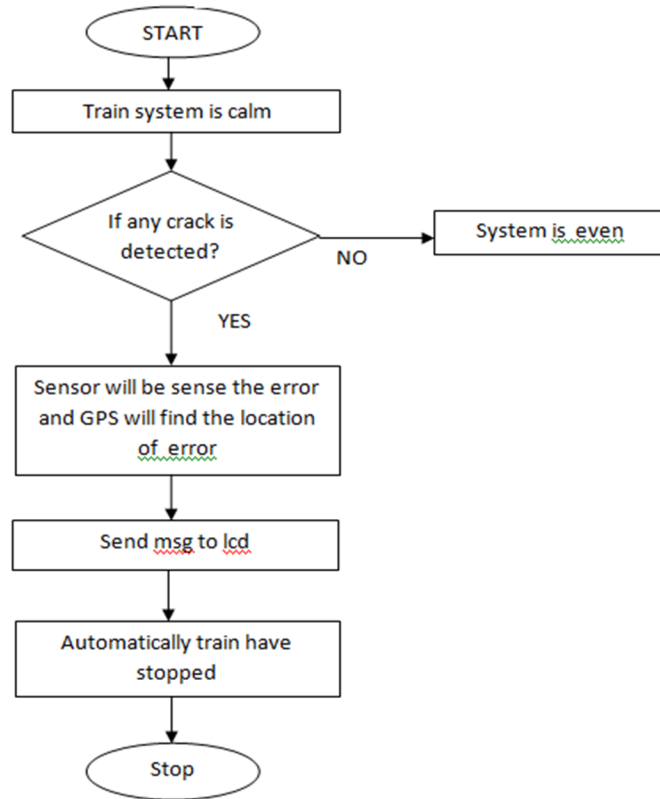 START
Train system is calm
If any crack is
detected?
NO
System is even
YES
Sensor will be sense the error
and GPS will find the location
of error
Send msg to lcd
Automatically train have
stopped
Stop